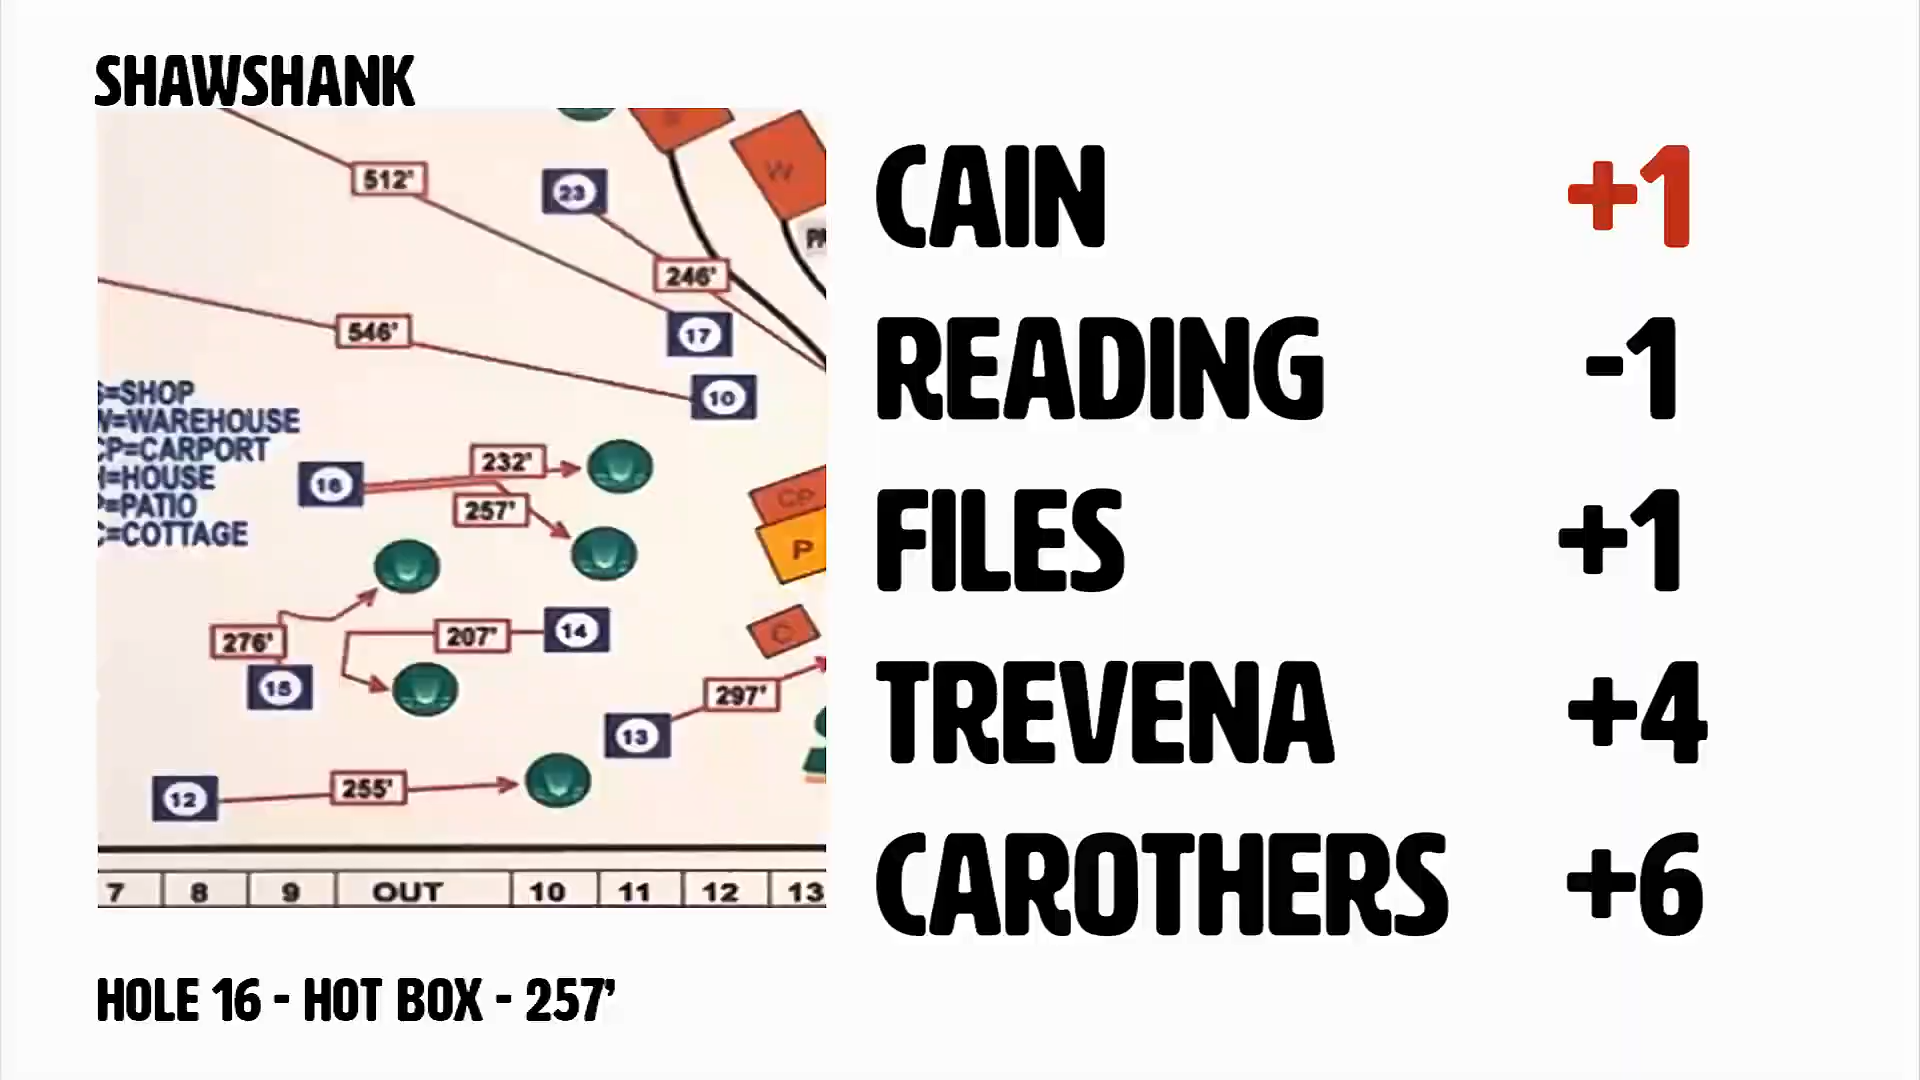 SHAWSHANK
512'
23
W
246'
17
546'
10
S=SHOP
W=WAREHOUSE
CP=CARPORT
H=HOUSE
P=PATIO
C=COTTAGE
232'
16
257'
CP
P
276'
207'
14
C
15
297'
13
12
255'
7 8 9 OUT 10 11 12 13
CAIN +1
READING -1
FILES +1
TREVENA +4
CAROTHERS +6
HOLE 16 - HOT BOX - 257'